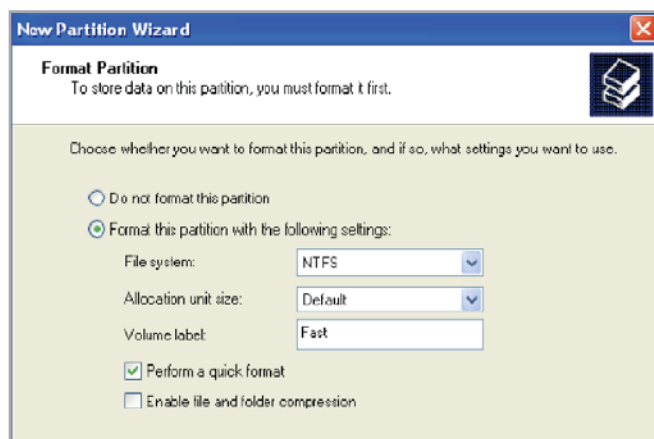 New Partition Wizard
Format Partition
To store data on this partition, you must format it first.
Choose whether you want to format this partition, and if so, what settings you want to use.
Do not format this partition
Format this partition with the following settings:
File system: NTFS
Allocation unit size: Default
Volume label: Fast
Perform a quick format
Enable file and folder compression